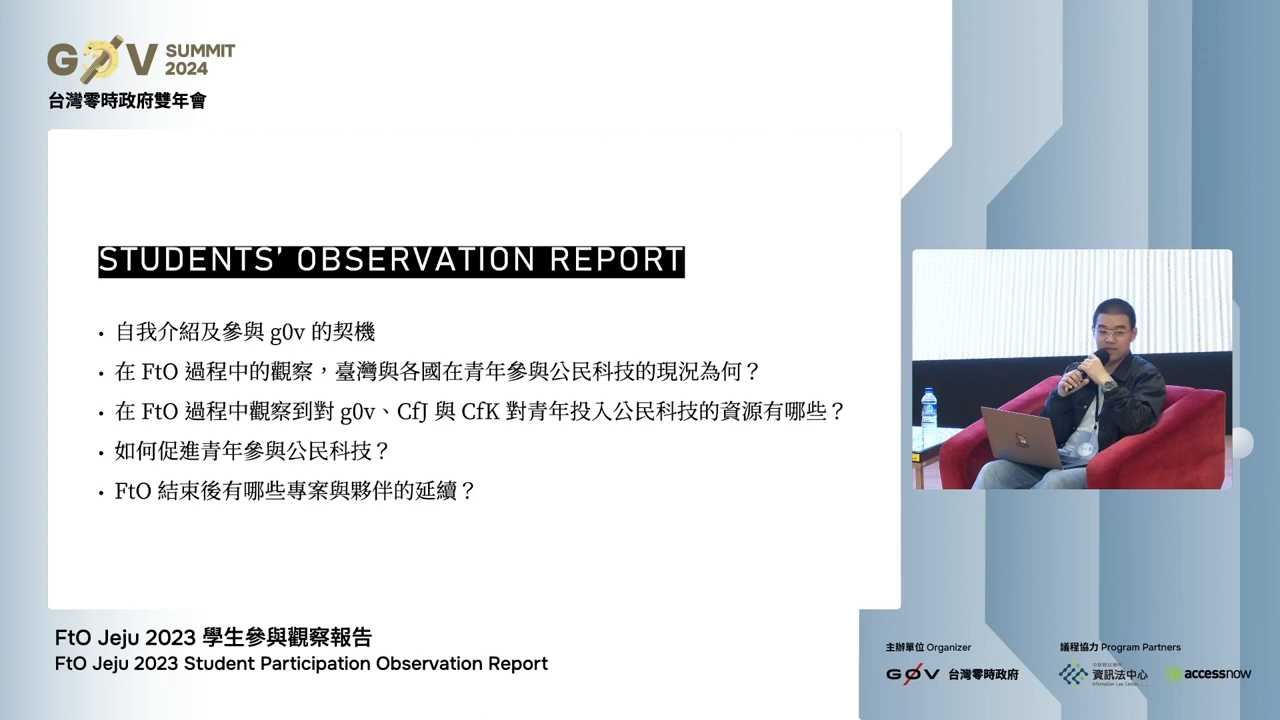 G0V SUMMIT 2024
台灣零時政府雙年會
STUDENTS' OBSERVATION REPORT
• 自我介紹及參與 g0v 的契機
• 在 FtO 過程中的觀察，臺灣與各國在青年參與公民科技的現況為何？
• 在 FtO 過程中觀察到對 g0v、CfJ 與 CfK 對青年投入公民科技的資源有哪些？
• 如何促進青年參與公民科技？
• FtO 結束後有哪些專案與夥伴的延續？
FtO Jeju 2023 學生參與觀察報告
FtO Jeju 2023 Student Participation Observation Report
主辦單位 Organizer
G0V 台灣零時政府
議程協力 Program Partners
資訊法中心
Information Law Center
accessnow